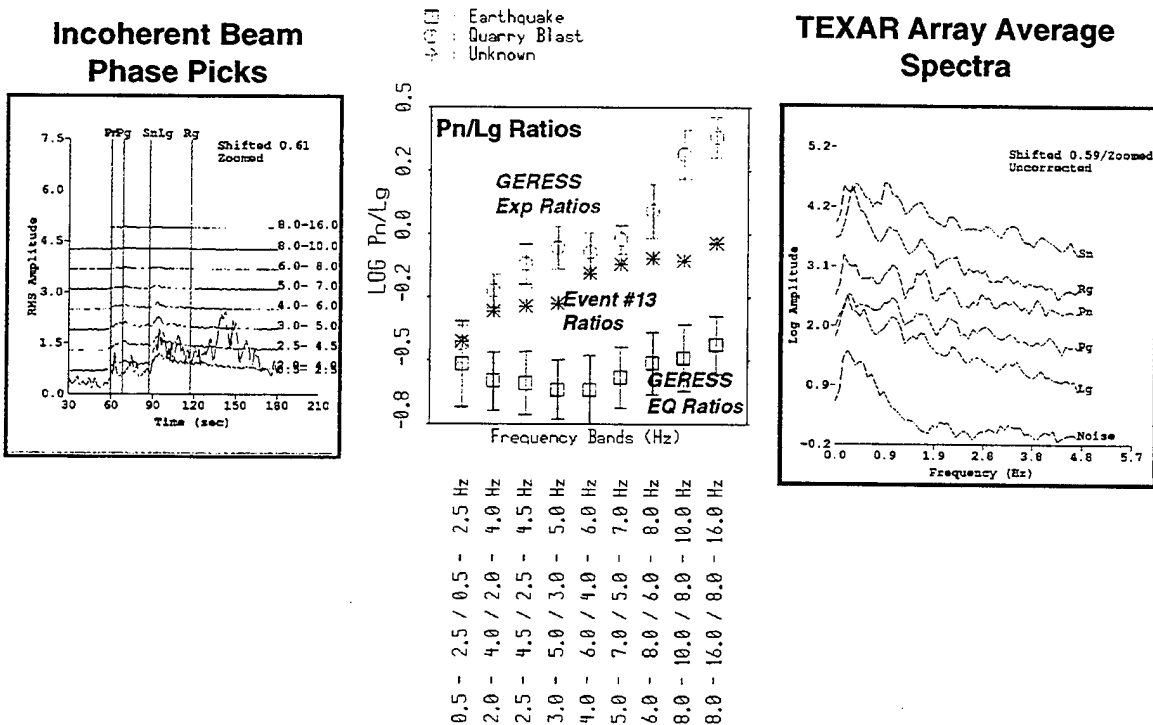 Incoherent Beam
Phase Picks
Shifted 0.61
Zoomed
PnPg SnLg Rg
7.5
6.0
4.5
3.0
1.5
0.0
RMS Amplitude
8.0-16.0
8.0-10.0
6.0- 8.0
5.0- 7.0
4.0- 6.0
3.0- 5.0
2.5- 4.5
30 60 90 120 150 180 210
Time (sec)
: Earthquake
: Quarry Blast
: Unknown
Pn/Lg Ratios
GERESS
Exp Ratios
Event #13
Ratios
GERESS
EQ Ratios
LOG Pn/Lg
0.5
0.2
0.0
-0.2
-0.5
-0.8
Frequency Bands (Hz)
0.5 - 2.5 / 0.5 - 2.5 Hz
2.0 - 4.0 / 2.0 - 4.0 Hz
2.5 - 4.5 / 2.5 - 4.5 Hz
3.0 - 5.0 / 3.0 - 5.0 Hz
4.0 - 6.0 / 4.0 - 6.0 Hz
5.0 - 7.0 / 5.0 - 7.0 Hz
6.0 - 8.0 / 6.0 - 8.0 Hz
8.0 - 10.0 / 8.0 - 10.0 Hz
8.0 - 16.0 / 8.0 - 16.0 Hz
TEXAR Array Average
Spectra
Shifted 0.59/Zoomed
Uncorrected
5.2
4.2
3.1
2.0
0.9
-0.2
Log Amplitude
Sn
Rg
Pn
Pg
Lg
Noise
0.0 0.9 1.9 2.8 3.8 4.8 5.7
Frequency (Hz)